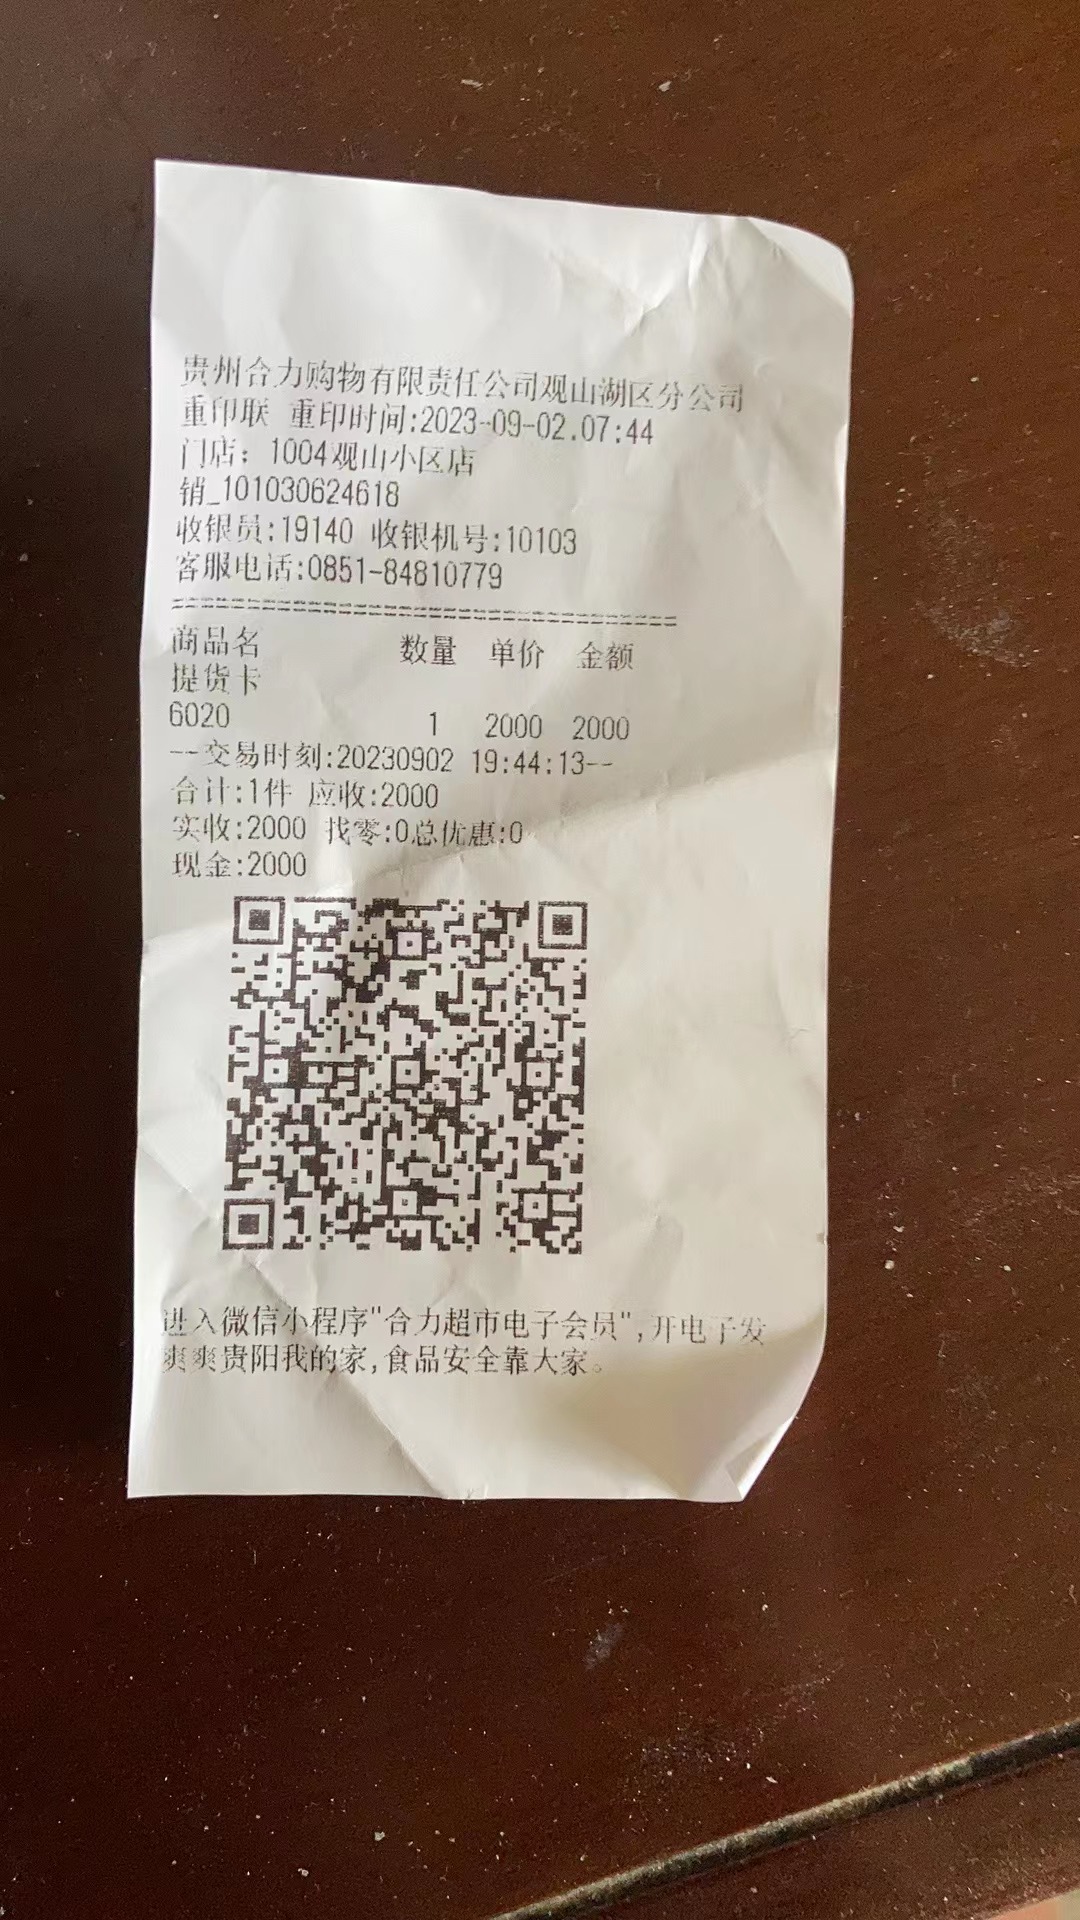 贵州合力购物有限责任公司观山湖区分公司
重印联 重印时间:2023-09-02.07:44
门店: 1004观山小区店
销_101030624618
收银员:19140 收银机号:10103
客服电话:0851-84810779
商品名 数量 单价 金额
提货卡
6020 1 2000 2000
--交易时刻:20230902 19:44:13--
合计:1件 应收:2000
实收:2000 找零:0总优惠:0
现金:2000
进入微信小程序"合力超市电子会员",开电子发
爽爽贵阳我的家,食品安全靠大家。